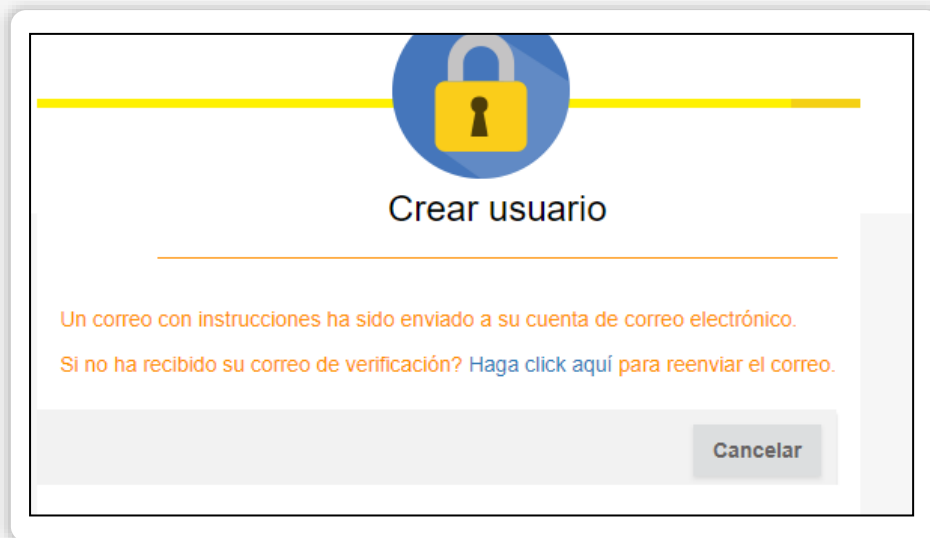 Crear usuario
Un correo con instrucciones ha sido enviado a su cuenta de correo electrónico.
Si no ha recibido su correo de verificación? Haga click aquí para reenviar el correo.
Cancelar